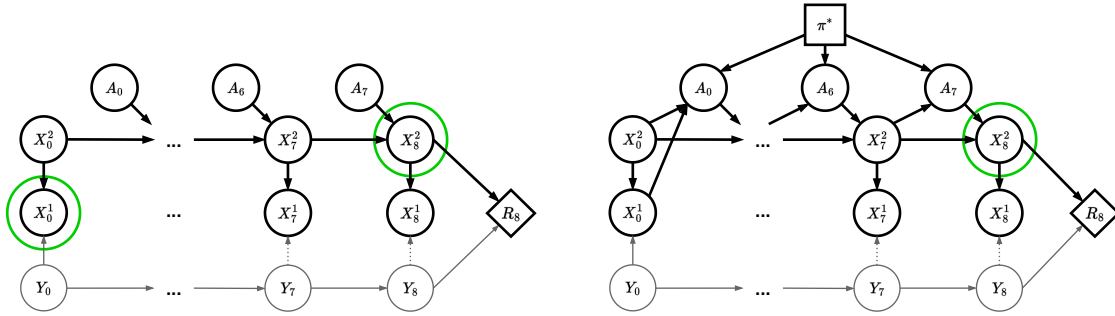 π*
A₀ A₆ A₇ A₀ A₆ A₇
X₀² ... X₇² X₈² X₀² ... X₇² X₈²
X₀¹ ... X₇¹ X₈¹ R₈ X₀¹ ... X₇¹ X₈¹ R₈
Y₀ ... Y₇ Y₈ Y₀ ... Y₇ Y₈